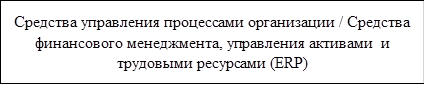 Средства управления процессами организации / Средства
финансового менеджмента, управления активами и
трудовыми ресурсами (ERP)